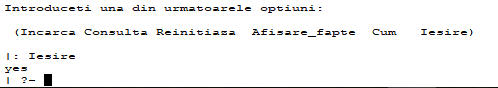 Introduceti una din urmatoarele optiuni:
(Incarca Consulta Reinitiaza Afisare_fapte Cum Iesire)
|: Iesire
yes
| ?-